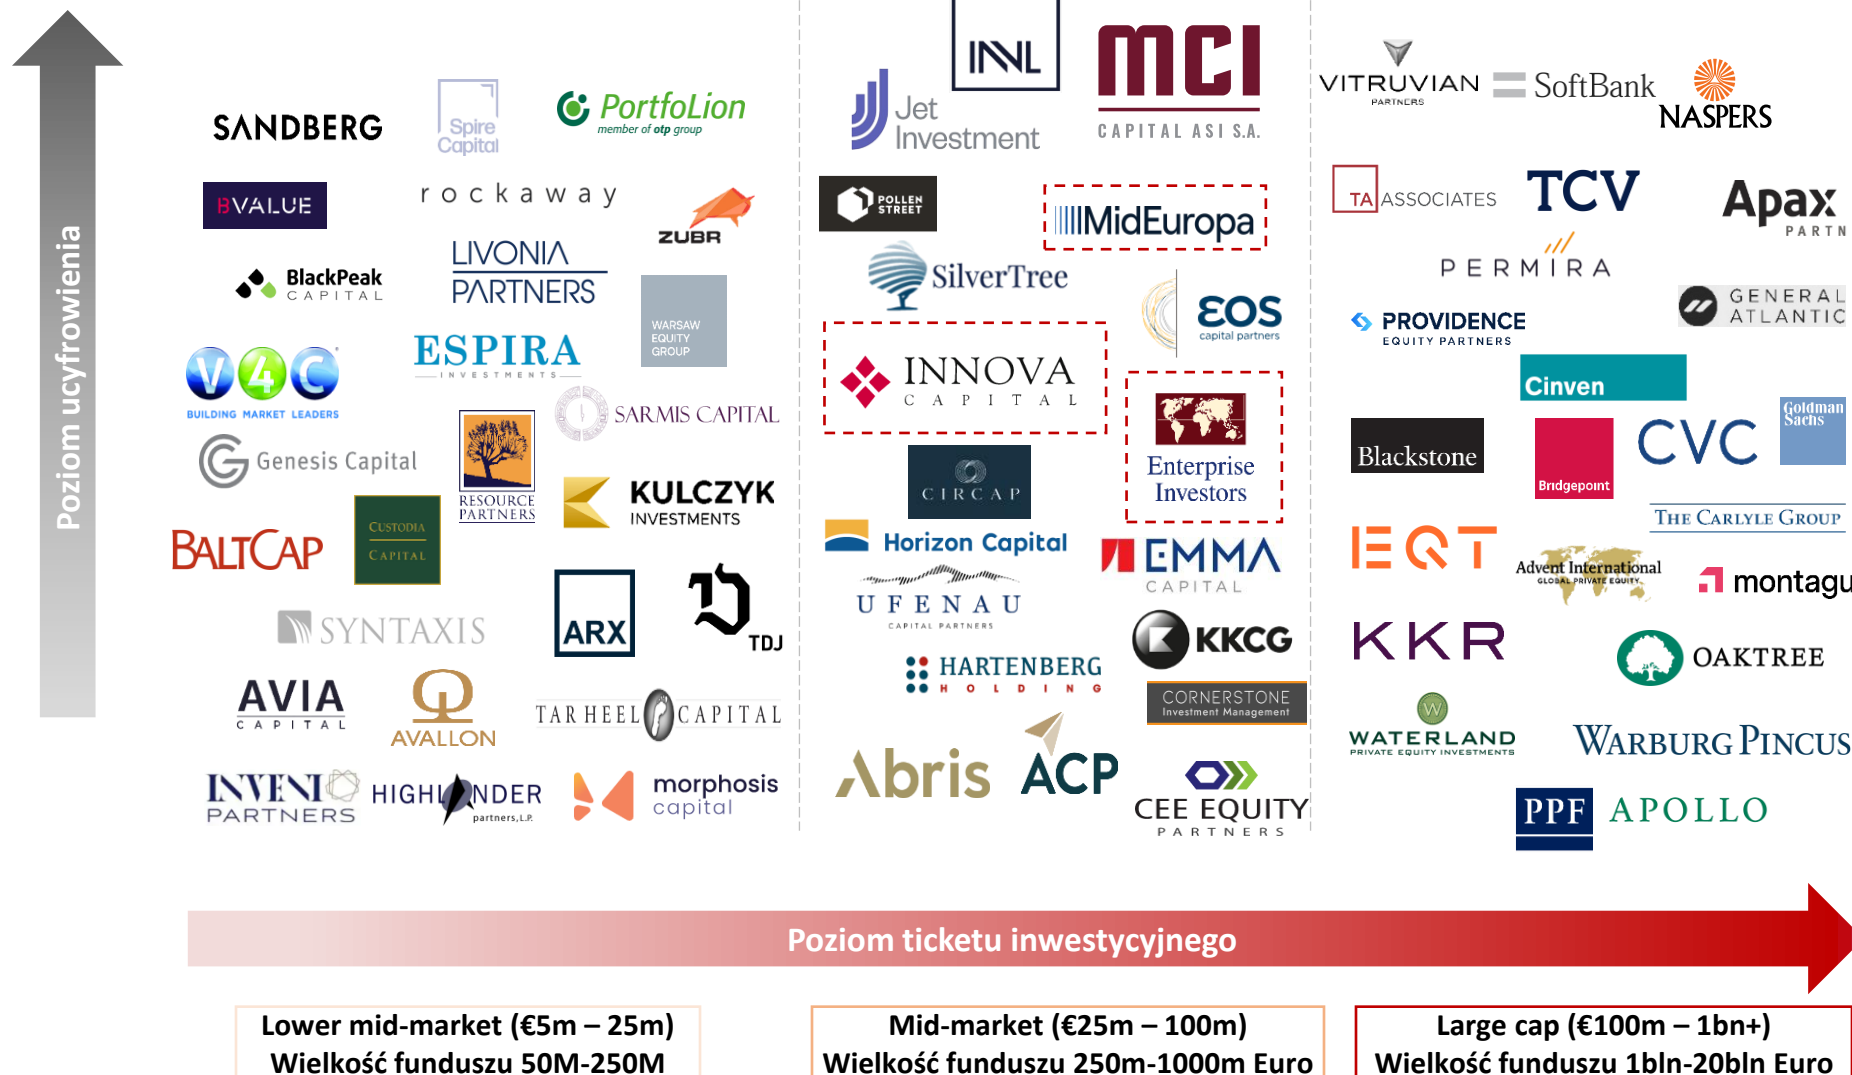 Poziom ucyfrowienia
SANDBERG
Spire
Capital
PortfoLion
member of otp group
BVALUE
rockaway
ZUBR
BlackPeak
CAPITAL
LIVONIA
PARTNERS
WARSAW
EQUITY
GROUP
V4C
BUILDING MARKET LEADERS
ESPIRA
INVESTMENTS
SARMIS CAPITAL
Genesis Capital
RESOURCE
PARTNERS
KULCZYK
INVESTMENTS
BALTCAP
CUSTODIA
CAPITAL
SYNTAXIS
ARX
TDJ
AVIA
CAPITAL
AVALLON
TAR HEEL CAPITAL
INVENI
PARTNERS
HIGHLANDER
partners, L.P.
morphosis
capital
INVL
Jet
Investment
MCI
CAPITAL ASI S.A.
POLLEN
STREET
MidEuropa
SilverTree
EOS
capital partners
INNOVA
CAPITAL
Enterprise
Investors
CIRCAP
Horizon Capital
EMMA
CAPITAL
UFENAU
CAPITAL PARTNERS
KKCG
HARTENBERG
HOLDING
CORNERSTONE
Investment Management
Abris
ACP
CEE EQUITY
PARTNERS
VITRUVIAN
PARTNERS
SoftBank
NASPERS
TA ASSOCIATES
TCV
Apax
PARTN
PERMIRA
PROVIDENCE
EQUITY PARTNERS
GENERAL
ATLANTIC
Cinven
Blackstone
Bridgepoint
CVC
Goldman
Sachs
THE CARLYLE GROUP
EQT
Advent International
GLOBAL PRIVATE EQUITY
montagu
KKR
OAKTREE
W
WATERLAND
PRIVATE EQUITY INVESTMENTS
WARBURG PINCUS
PPF
APOLLO
Poziom ticketu inwestycyjnego
Lower mid-market (€5m – 25m)
Wielkość funduszu 50M-250M
Mid-market (€25m – 100m)
Wielkość funduszu 250m-1000m Euro
Large cap (€100m – 1bn+)
Wielkość funduszu 1bln-20bln Euro